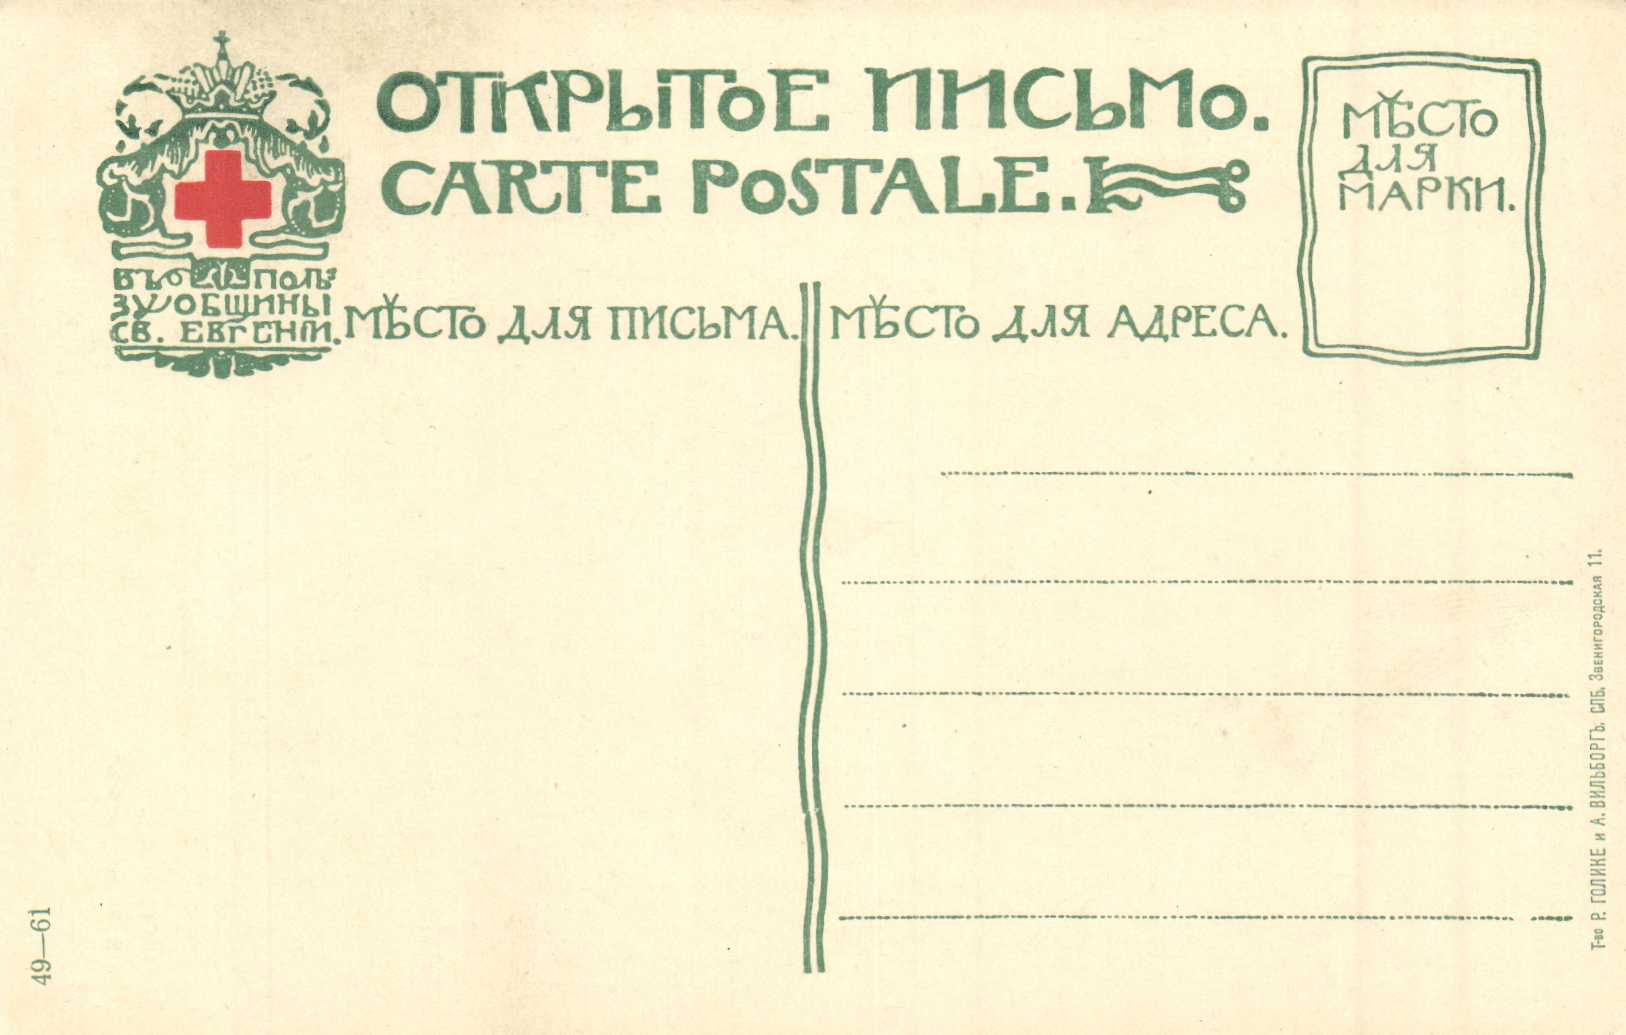 ОТКРЫТОЕ ПИСЬМО.
CARTE POSTALE.
МѢСТО
ДЛЯ
МАРКИ.
ВЪ ПОЛЬ
ЗУ ОБЩИНЫ
СВ. ЕВГЕНIИ.
МѢСТО ДЛЯ ПИСЬМА.
МѢСТО ДЛЯ АДРЕСА.
49—61
Т-во Р. ГОЛИКЕ и А. ВИЛЬБОРГЪ. СПБ. Звенигородская 11.